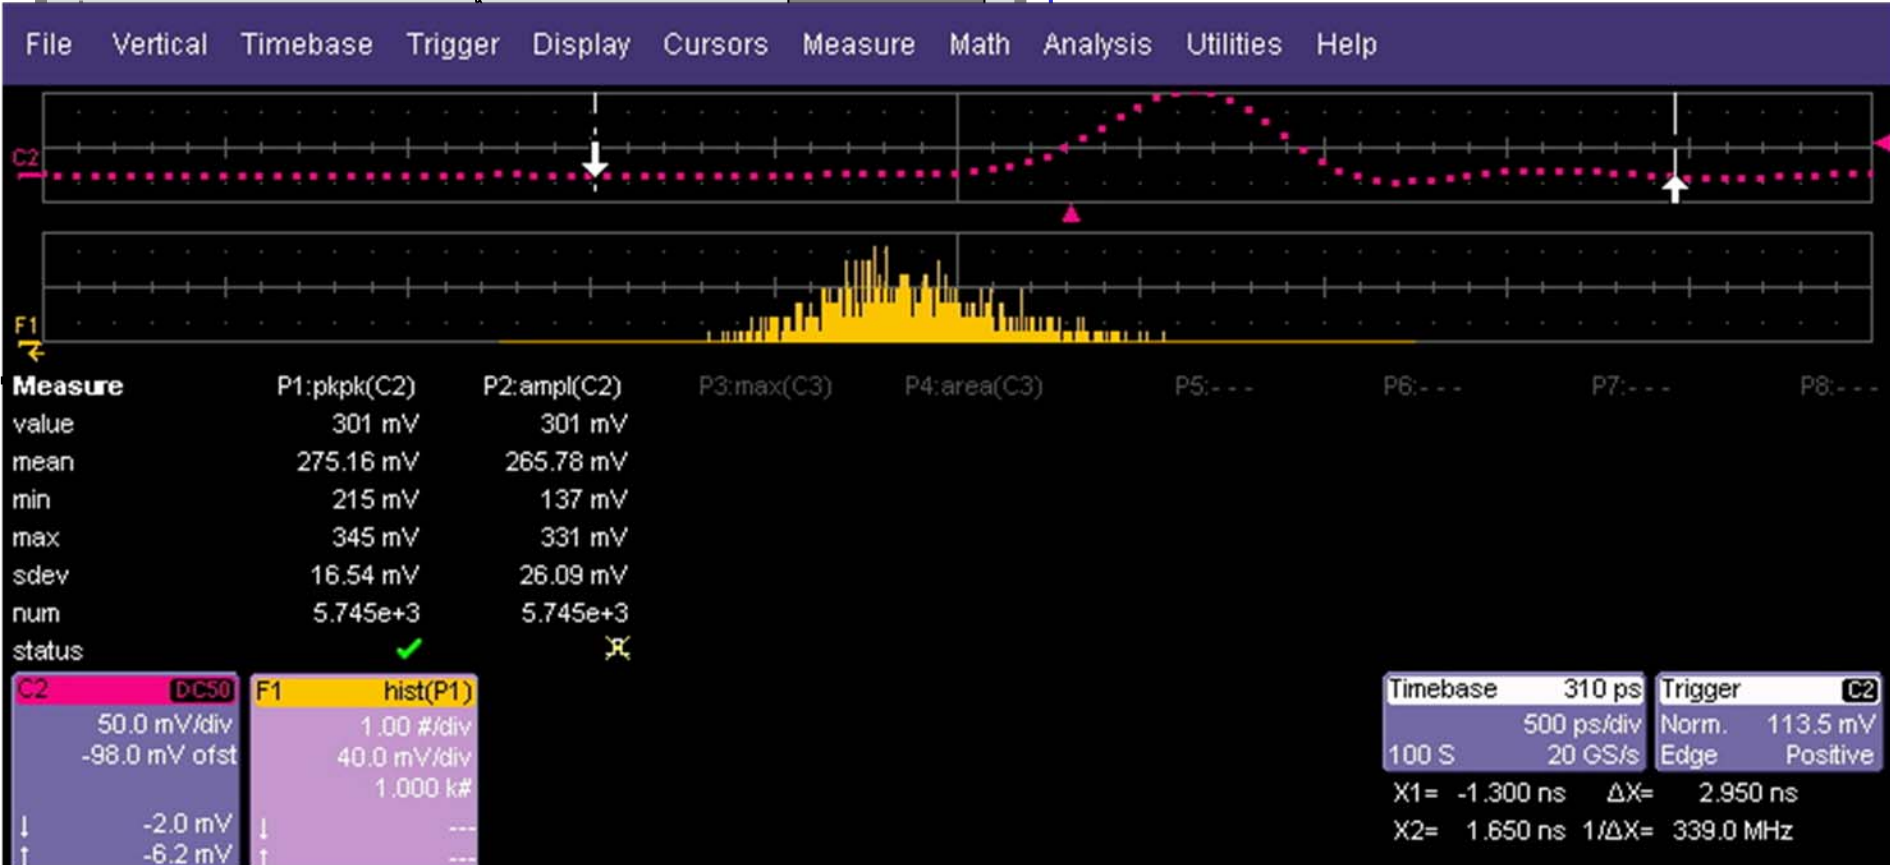 File Vertical Timebase Trigger Display Cursors Measure Math Analysis Utilities Help
C2
F1
Measure P1:pkpk(C2) P2:ampl(C2) P3:max(C3) P4:area(C3) P5:--- P6:--- P7:--- P8:---
value 301 mV 301 mV
mean 275.16 mV 265.78 mV
min 215 mV 137 mV
max 345 mV 331 mV
sdev 16.54 mV 26.09 mV
num 5.745e+3 5.745e+3
status
C2 DC50
50.0 mV/div
-98.0 mV ofst
-2.0 mV
-6.2 mV
F1 hist(P1)
1.00 #/div
40.0 mV/div
1.000 k#
---
---
Timebase 310 ps
500 ps/div
100 S 20 GS/s
Trigger C2
Norm. 113.5 mV
Edge Positive
X1= -1.300 ns ΔX= 2.950 ns
X2= 1.650 ns 1/ΔX= 339.0 MHz